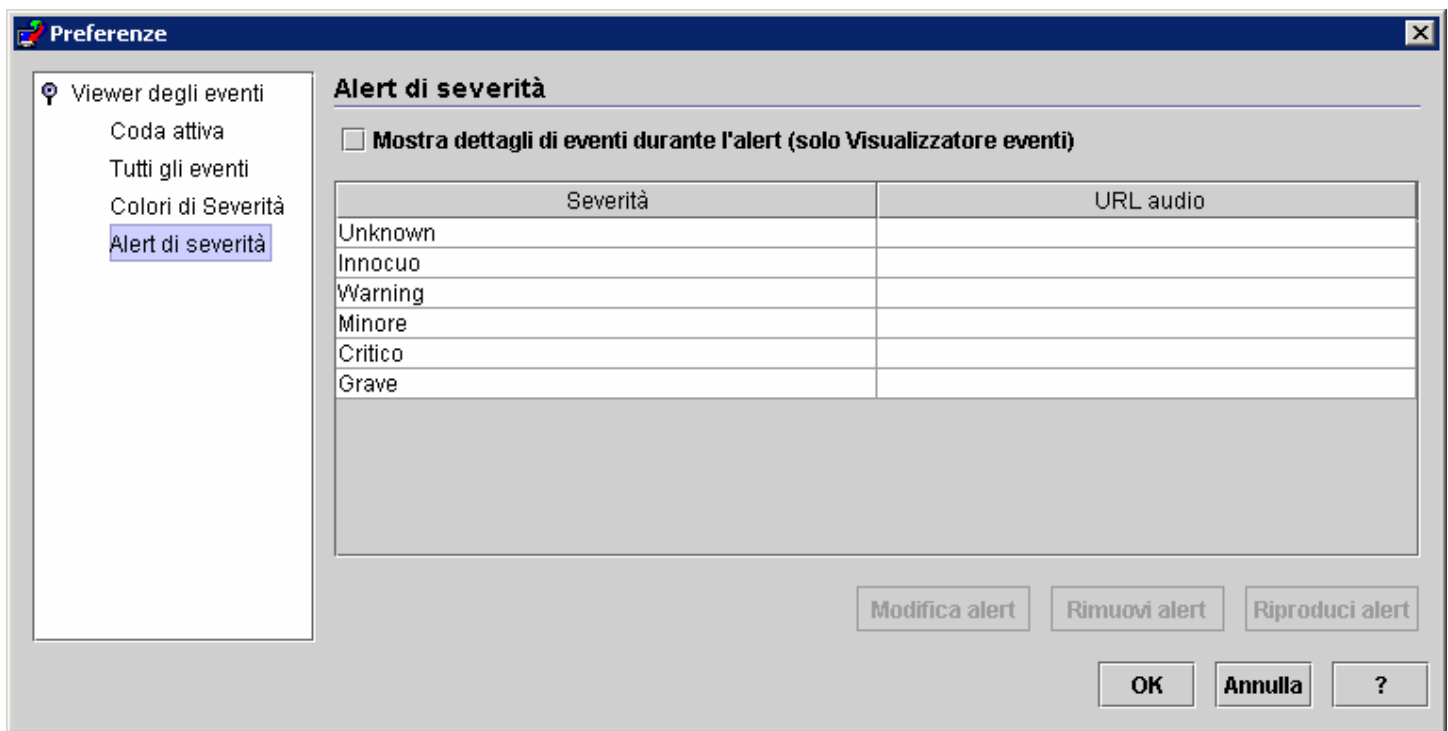 Preferenze
Viewer degli eventi
Coda attiva
Tutti gli eventi
Colori di Severità
Alert di severità
Alert di severità
Mostra dettagli di eventi durante l'alert (solo Visualizzatore eventi)
Severità URL audio
Unknown
Innocuo
Warning
Minore
Critico
Grave
Modifica alert Rimuovi alert Riproduci alert
OK Annulla ?